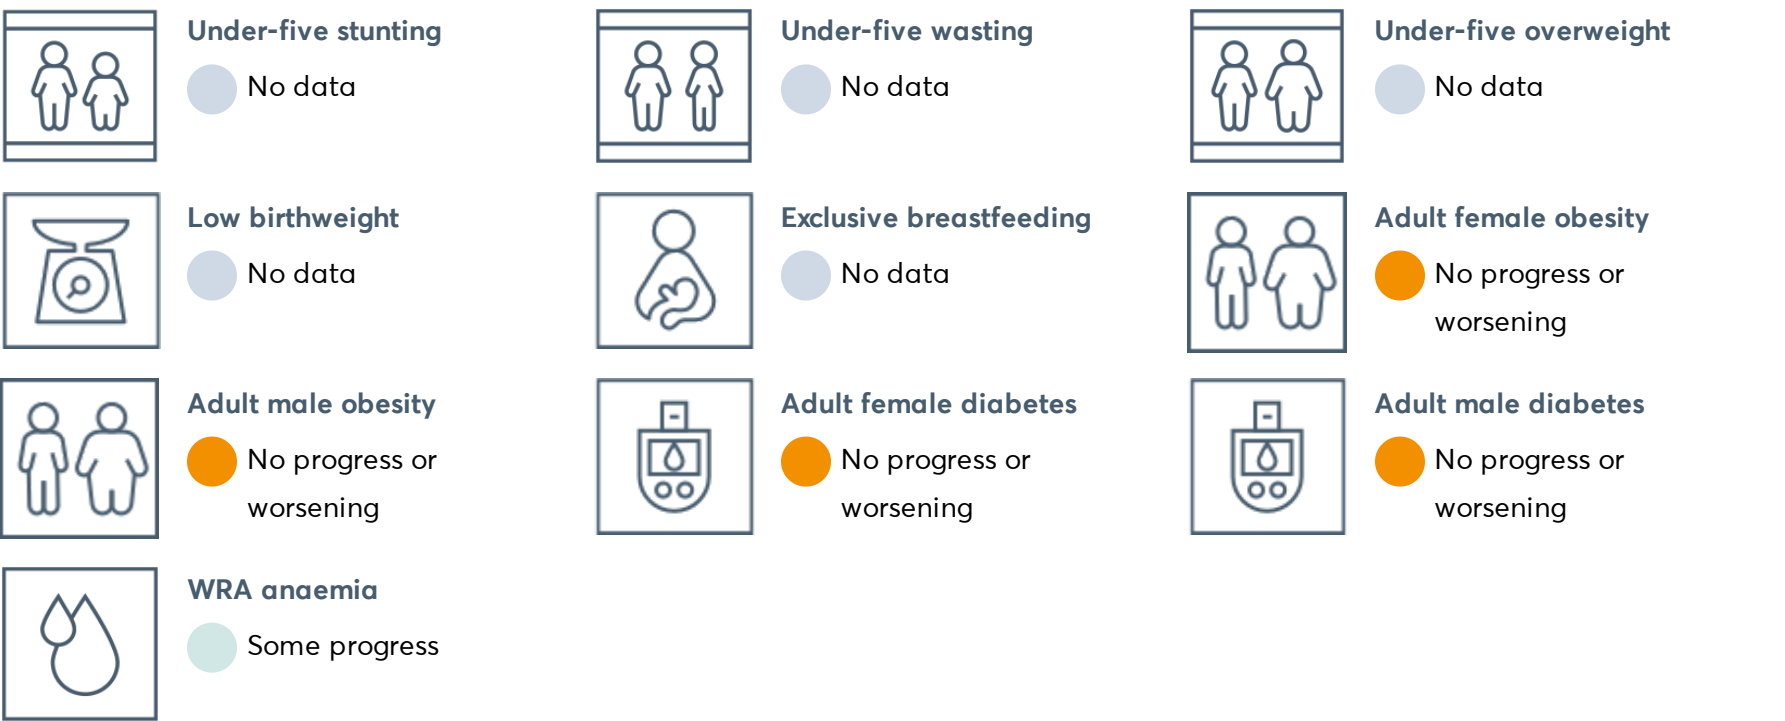 Under-five stunting
No data
Under-five wasting
No data
Under-five overweight
No data
Low birthweight
No data
Exclusive breastfeeding
No data
Adult female obesity
No progress or
worsening
Adult male obesity
No progress or
worsening
Adult female diabetes
No progress or
worsening
Adult male diabetes
No progress or
worsening
WRA anaemia
Some progress